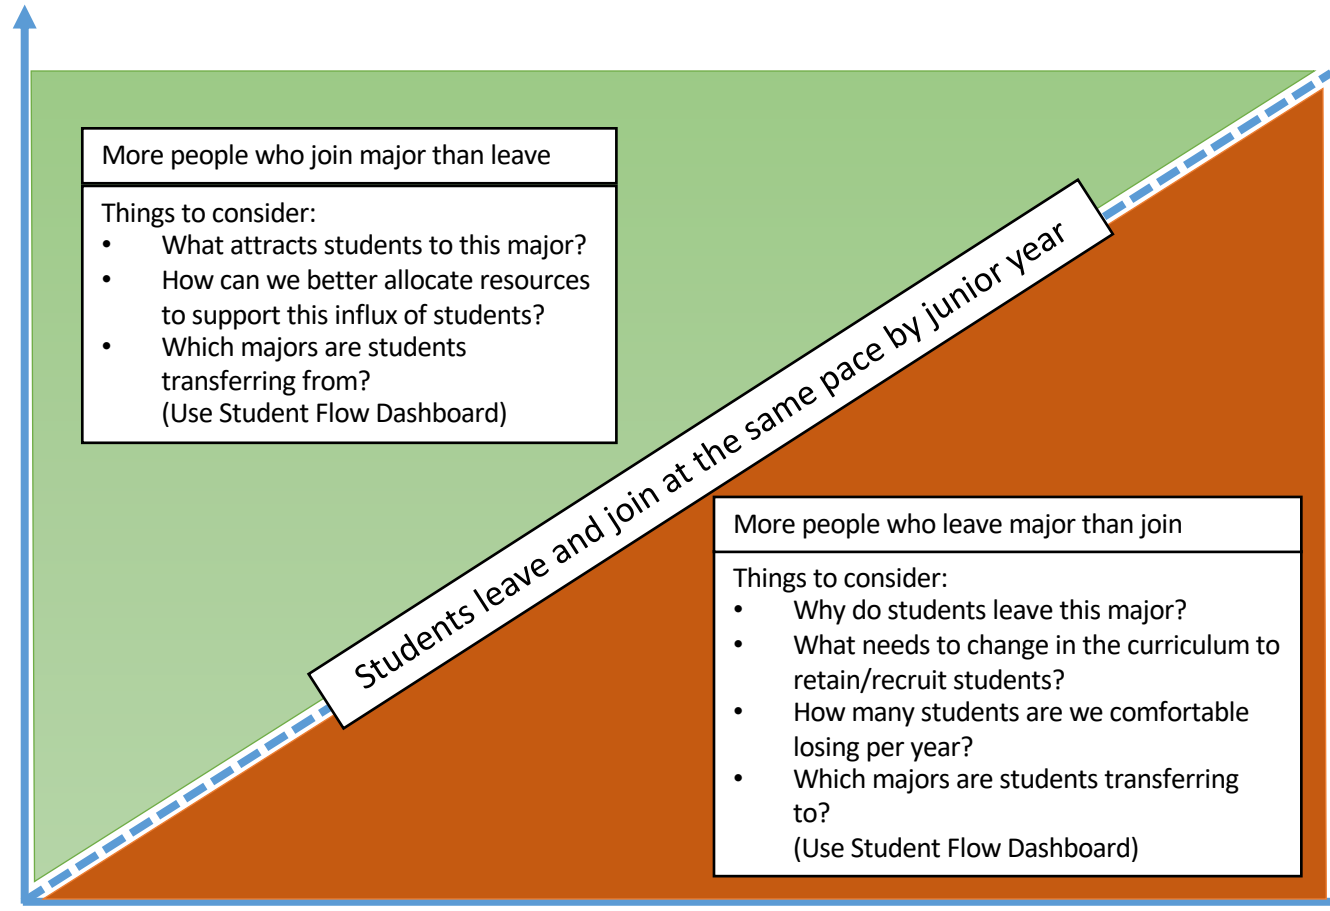 More people who join major than leave
Things to consider:
• What attracts students to this major?
• How can we better allocate resources
to support this influx of students?
• Which majors are students
transferring from?
(Use Student Flow Dashboard)
Students leave and join at the same pace by junior year
More people who leave major than join
Things to consider:
• Why do students leave this major?
• What needs to change in the curriculum to
retain/recruit students?
• How many students are we comfortable
losing per year?
• Which majors are students transferring
to?
(Use Student Flow Dashboard)